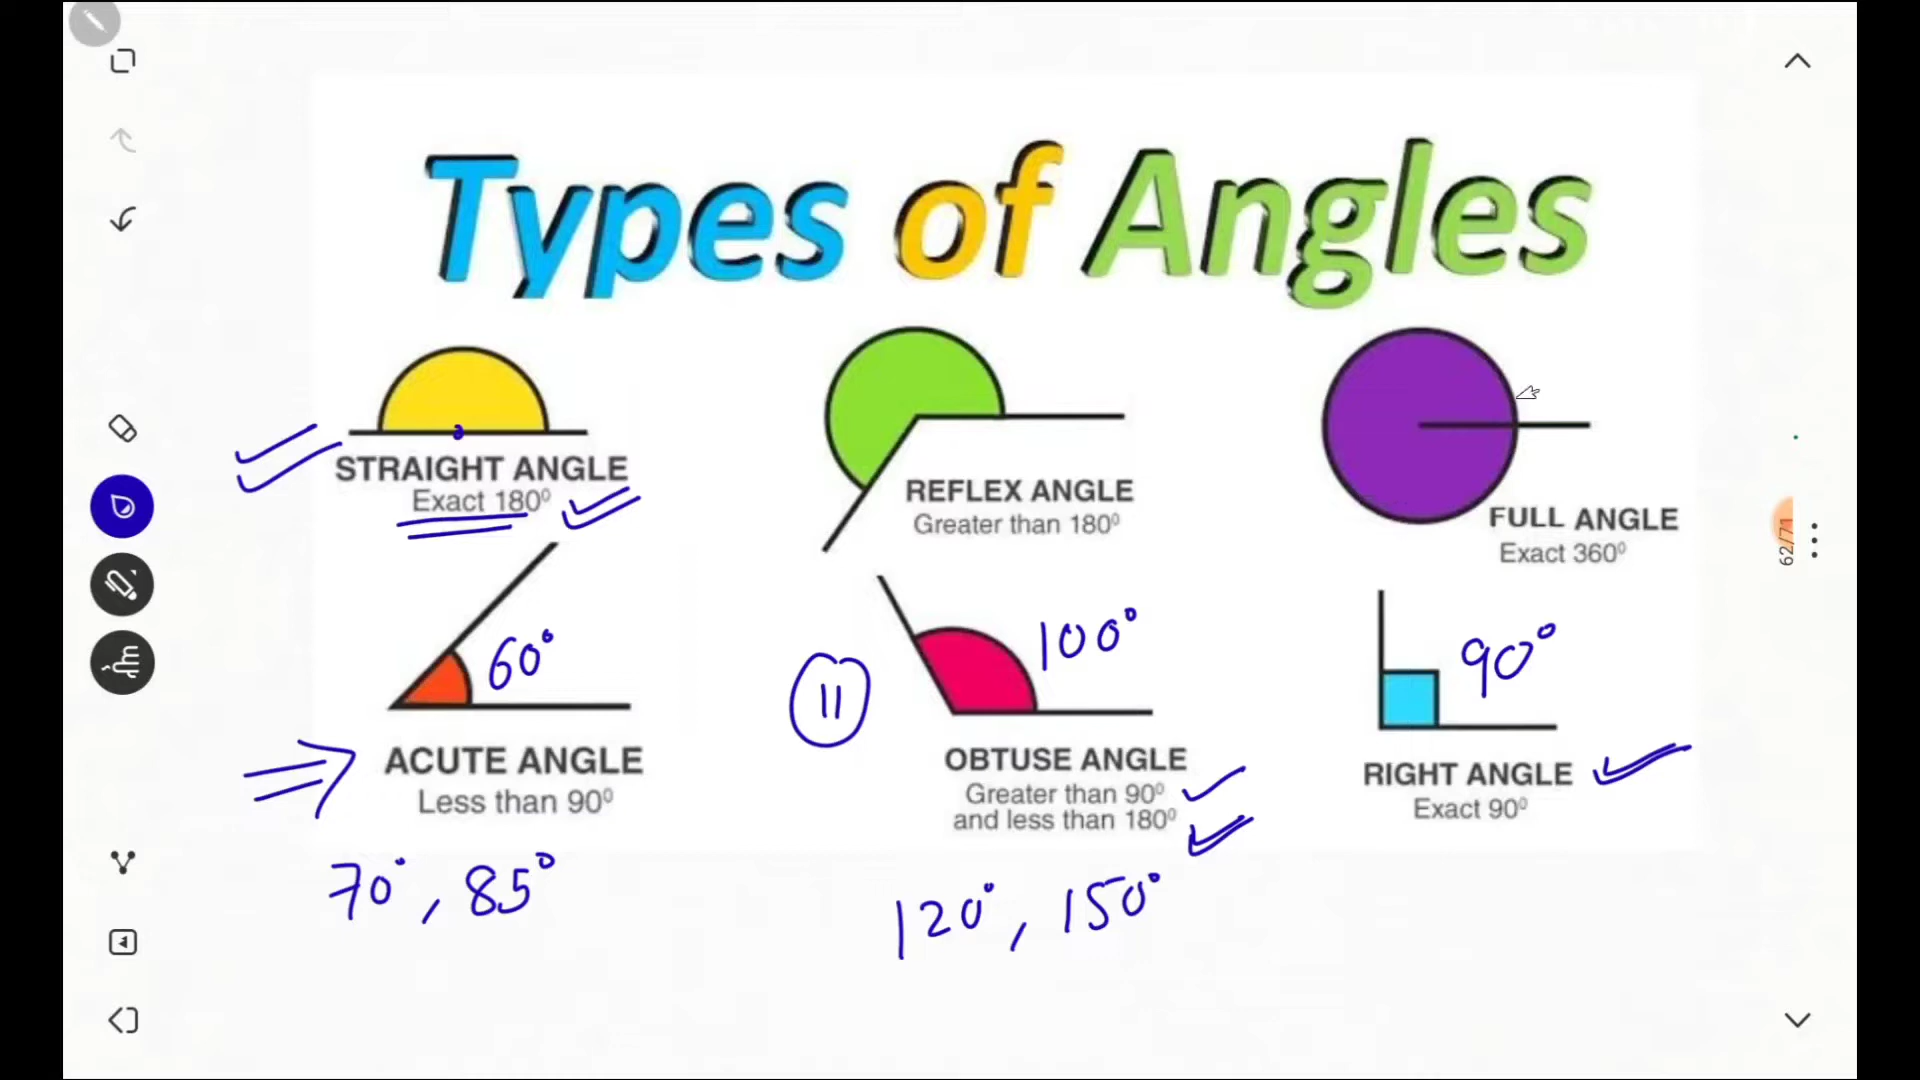 Types of Angles
STRAIGHT ANGLE
Exact 180⁰
REFLEX ANGLE
Greater than 180⁰
FULL ANGLE
Exact 360⁰
60°
ACUTE ANGLE
Less than 90⁰
70°, 85°
11
100°
OBTUSE ANGLE
Greater than 90⁰
and less than 180⁰
120°, 150°
90°
RIGHT ANGLE
Exact 90⁰
62/71